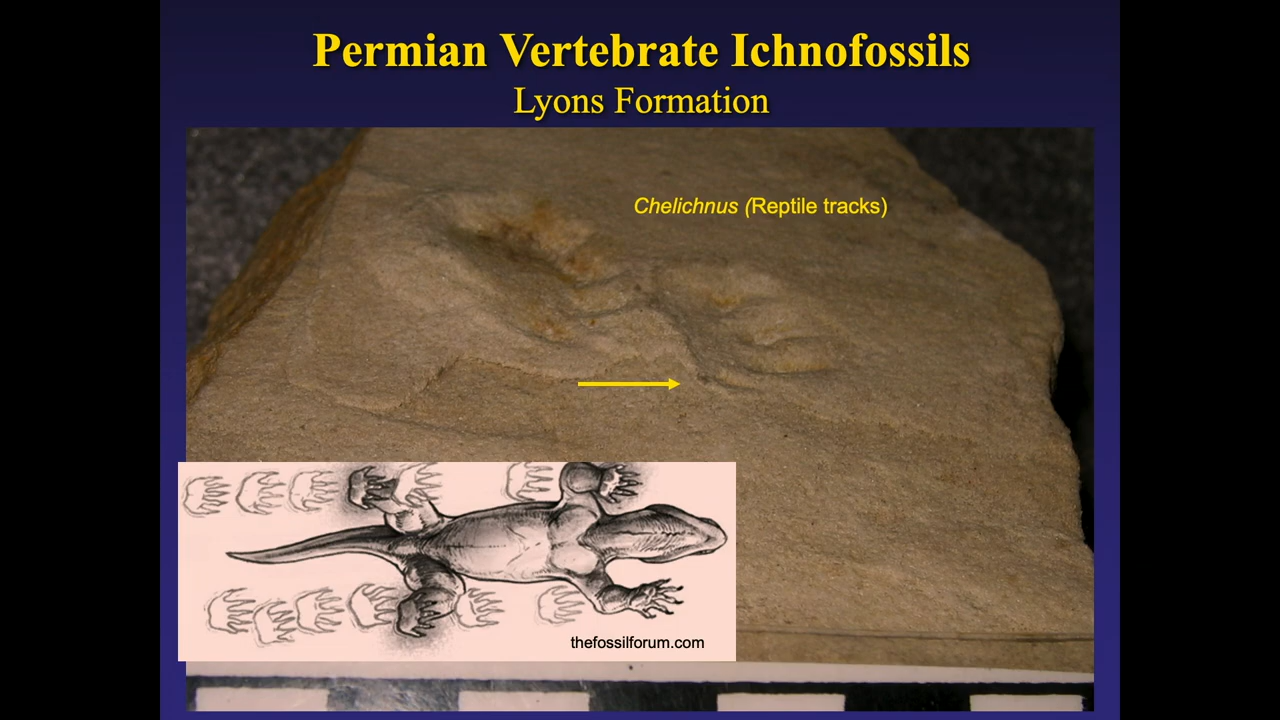 Permian Vertebrate Ichnofossils
Lyons Formation
Chelichnus (Reptile tracks)
thefossilforum.com